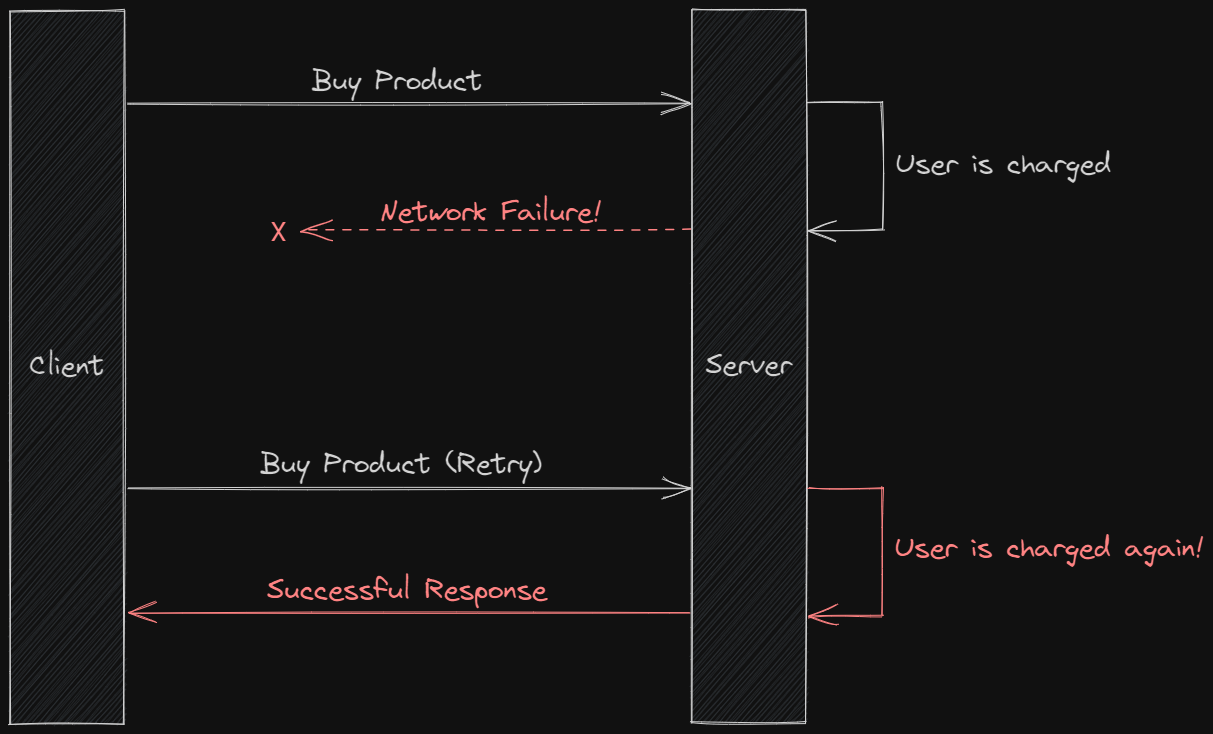 Buy Product
User is charged
Network Failure!
X
Client
Server
Buy Product (Retry)
User is charged again!
Successful Response